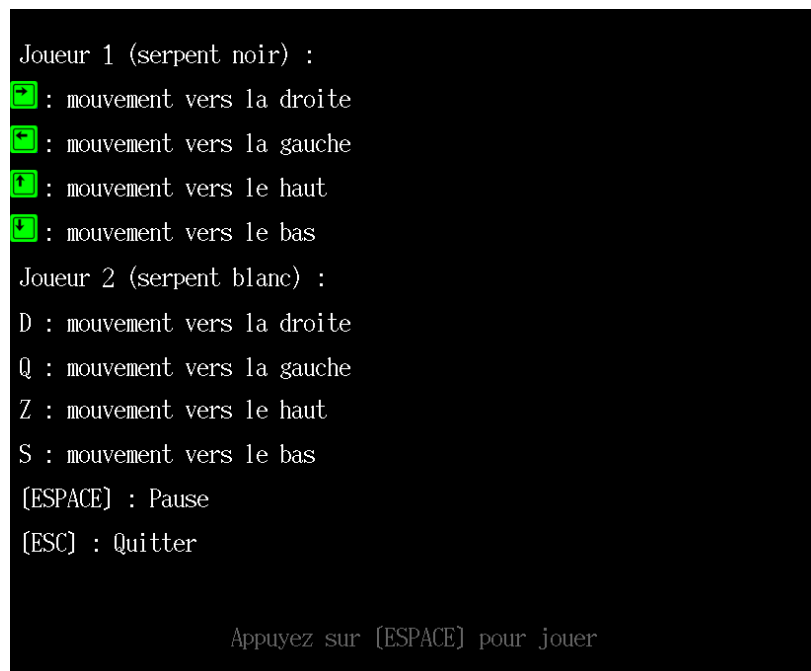 Joueur 1 (serpent noir) :
→ : mouvement vers la droite
← : mouvement vers la gauche
↑ : mouvement vers le haut
↓ : mouvement vers le bas
Joueur 2 (serpent blanc) :
D : mouvement vers la droite
Q : mouvement vers la gauche
Z : mouvement vers le haut
S : mouvement vers le bas
[ESPACE] : Pause
[ESC] : Quitter
Appuyez sur [ESPACE] pour jouer